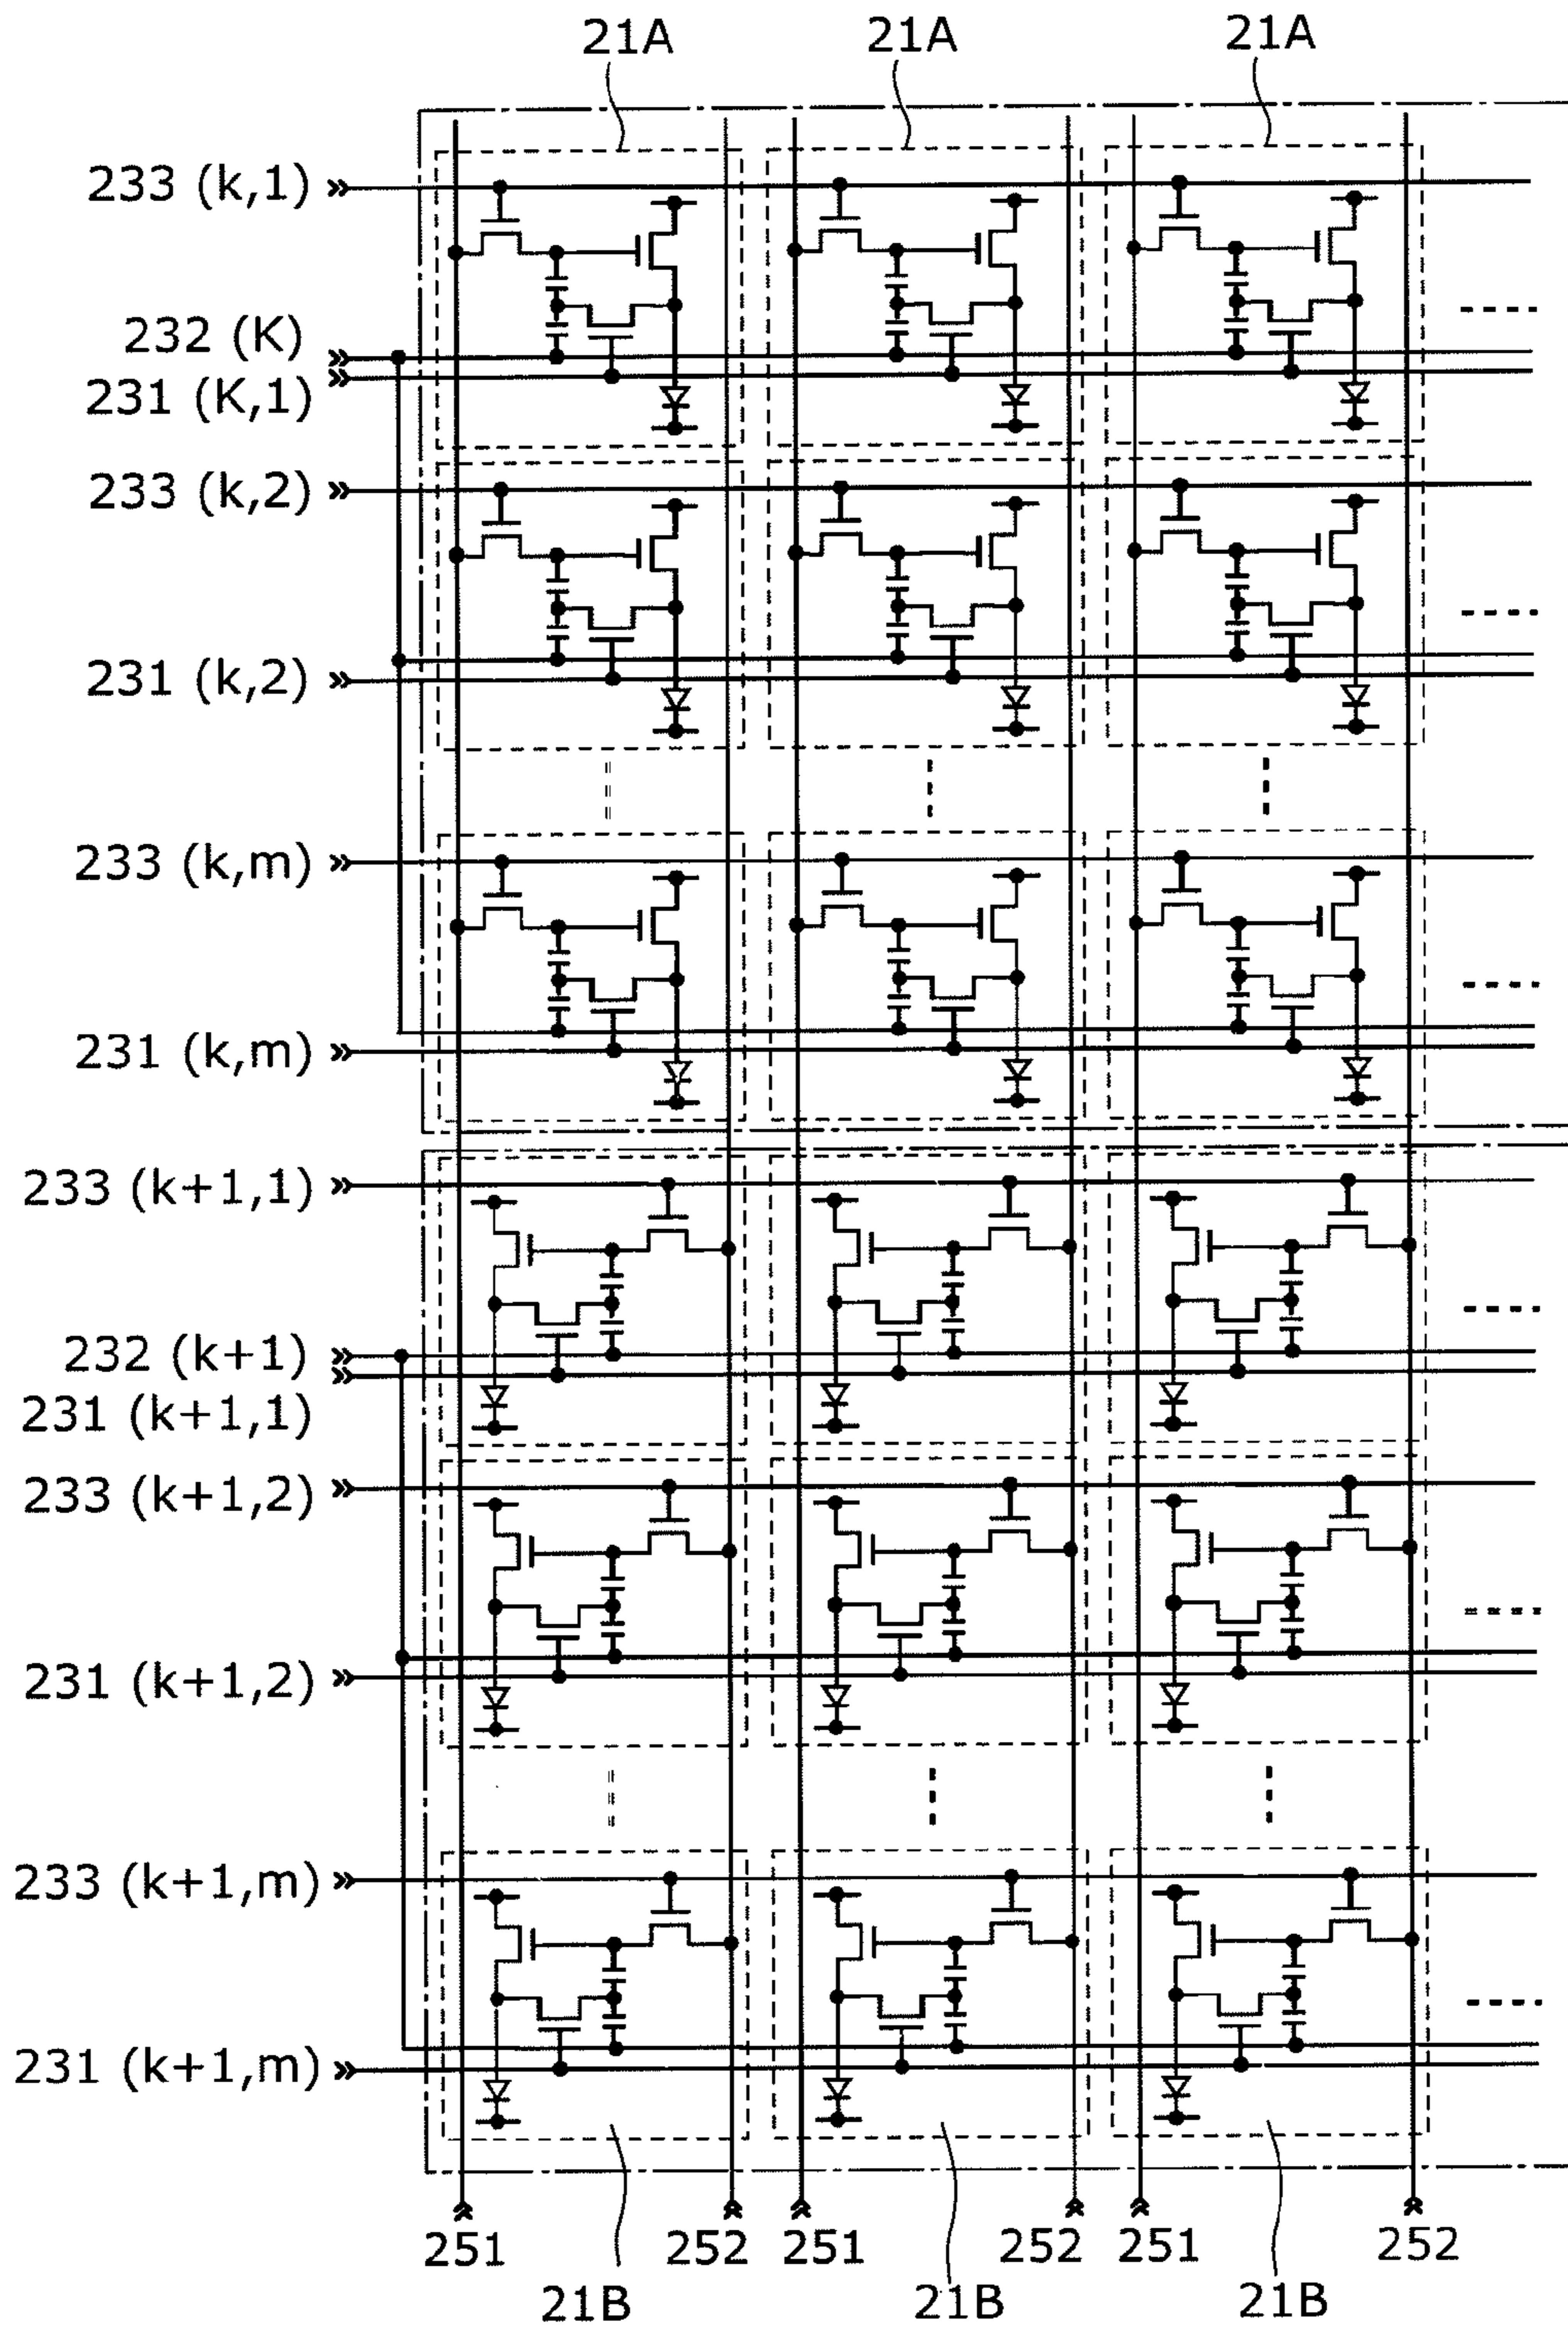 21A 21A 21A
233 (k,1)
232 (K)
231 (K,1)
233 (k,2)
231 (k,2)
233 (k,m)
231 (k,m)
233 (k+1,1)
232 (k+1)
231 (k+1,1)
233 (k+1,2)
231 (k+1,2)
233 (k+1,m)
231 (k+1,m)
251 252 251 252 251 252
21B 21B 21B